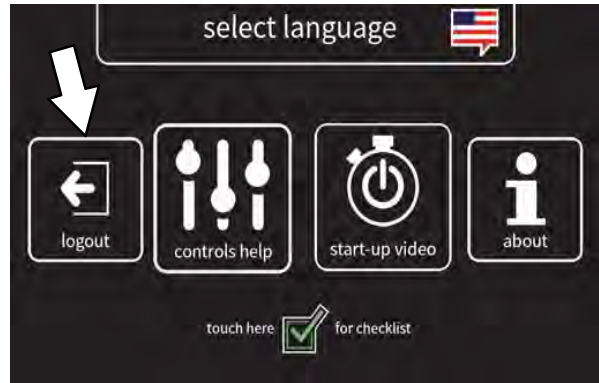 select language
logout
controls help
start-up video
about
touch here for checklist